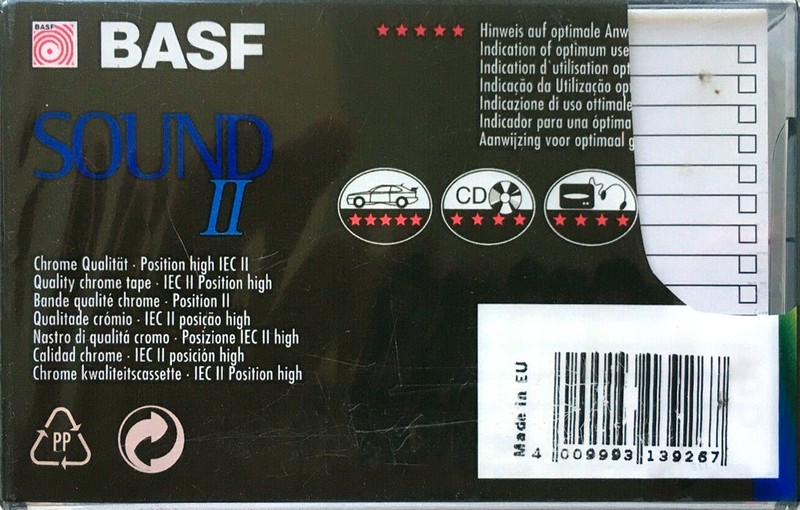 BASF
BASF
SOUND
II
★★★★★
Hinweis auf optimale Anw
Indication of optimum use
Indication d`utilisation opt
Indicação da Utilização op
Indicazione di uso ottimale
Indicador para una óptima
Aanwijzing voor optimaal g
CD
Chrome Qualität · Position high IEC II
Quality chrome tape · IEC II Position high
Bande qualité chrome · Position II
Qualitade crómio · IEC II posição high
Nastro di qualitá cromo · Posizione IEC II high
Calidad chrome · IEC II posición high
Chrome kwaliteitscassette · IEC II Position high
PP
Made in EU
4 009993 139267